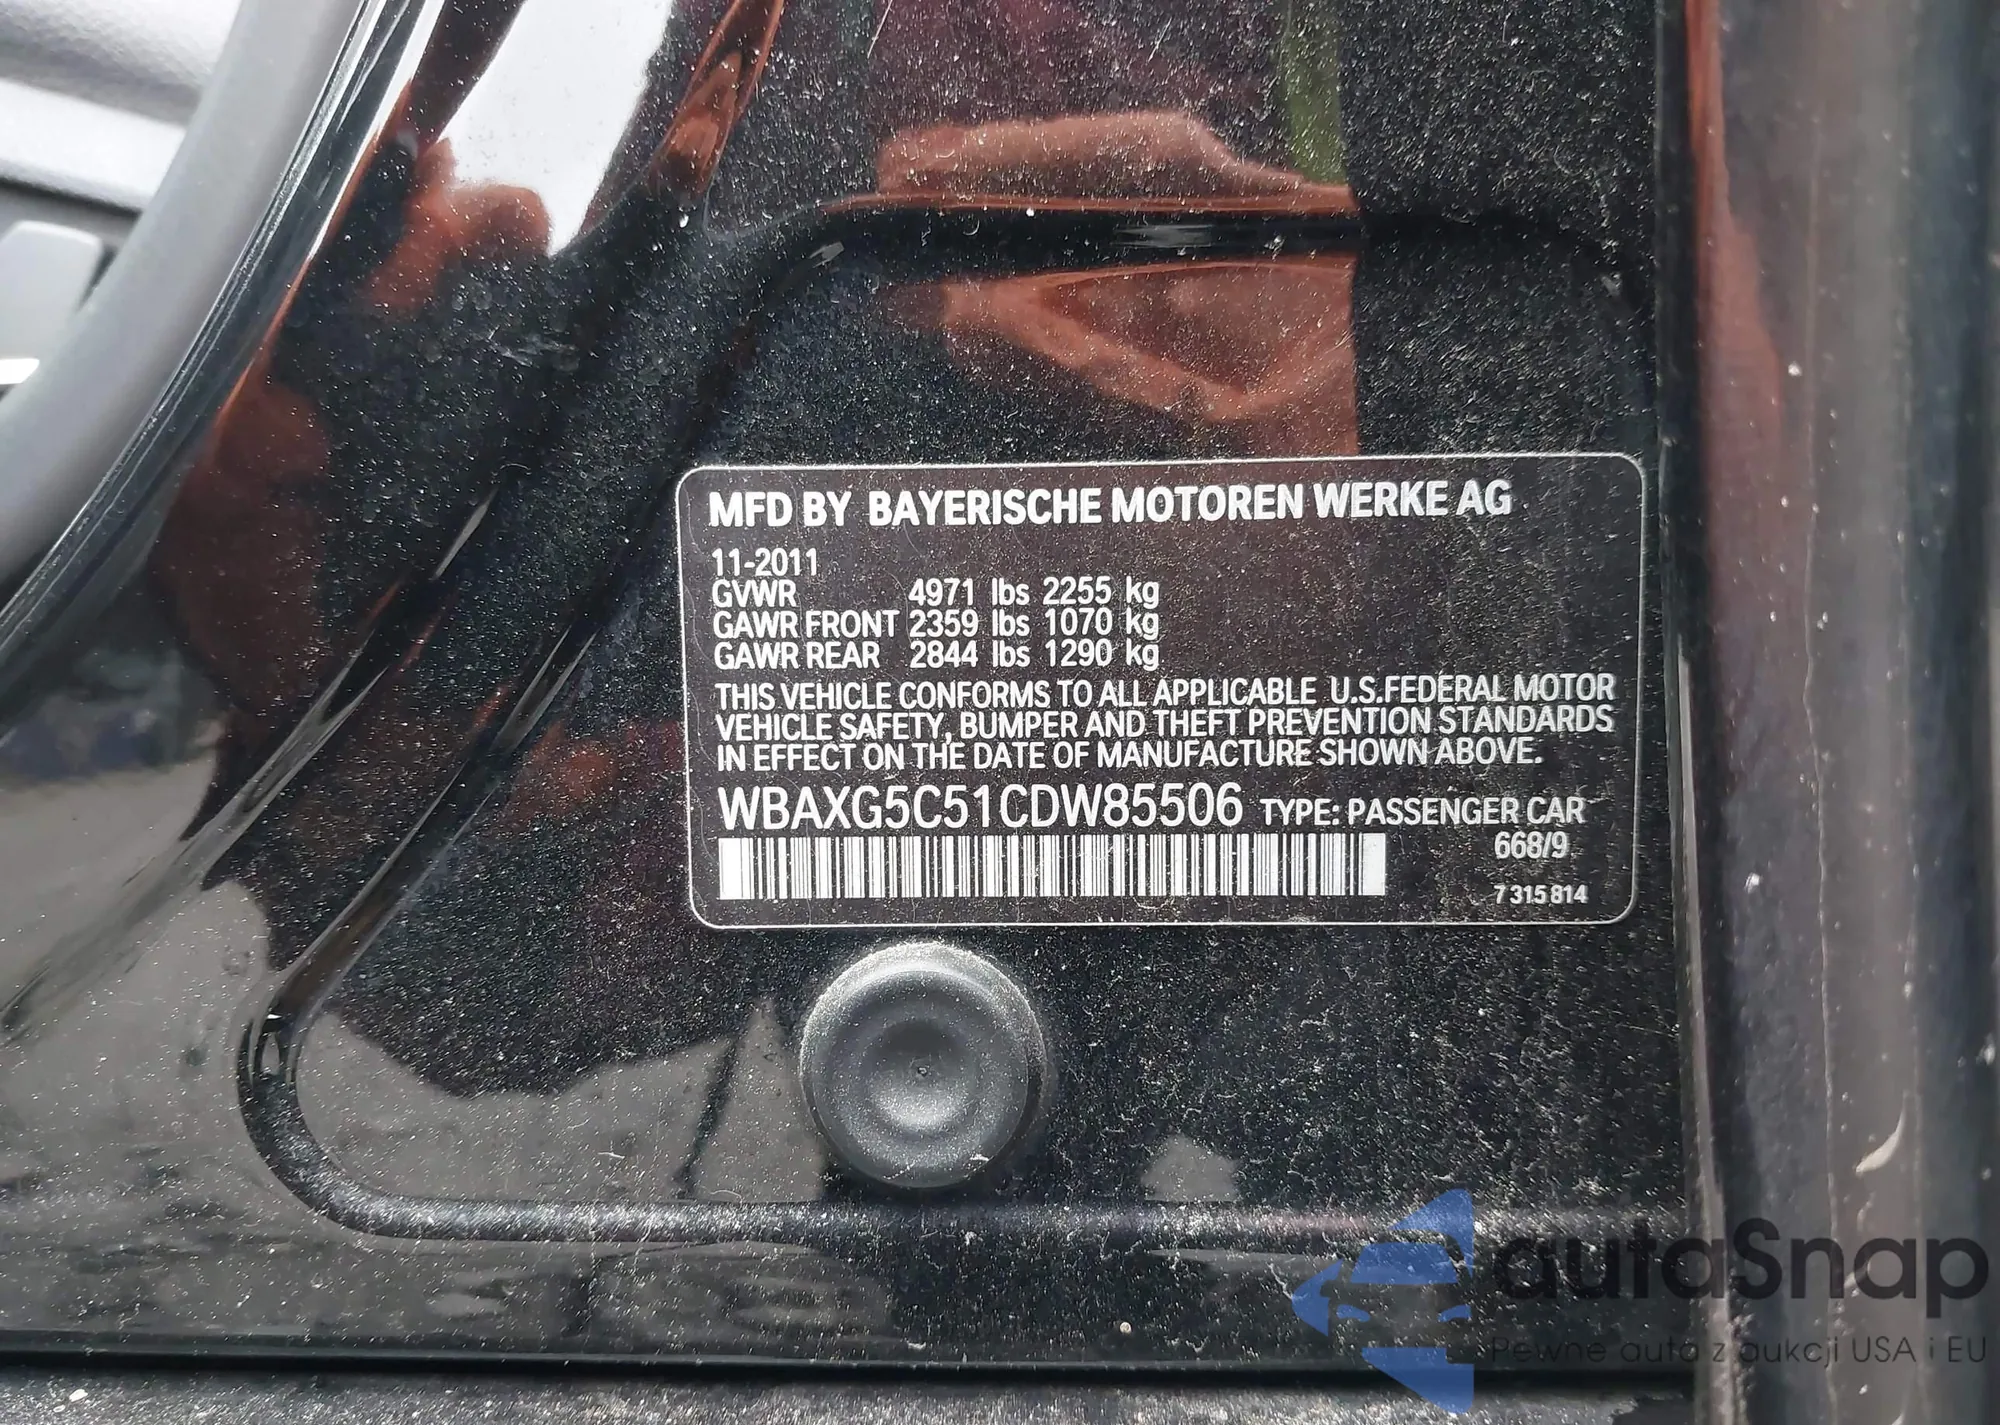 MFD BY BAYERISCHE MOTOREN WERKE AG
11-2011
GVWR 4971 lbs 2255 kg
GAWR FRONT 2359 lbs 1070 kg
GAWR REAR 2844 lbs 1290 kg
THIS VEHICLE CONFORMS TO ALL APPLICABLE U.S.FEDERAL MOTOR
VEHICLE SAFETY, BUMPER AND THEFT PREVENTION STANDARDS
IN EFFECT ON THE DATE OF MANUFACTURE SHOWN ABOVE.
WBAXG5C51CDW85506 TYPE: PASSENGER CAR
668/9
7 315 814
autaSnap
Pewne auto z aukcji USA i EU